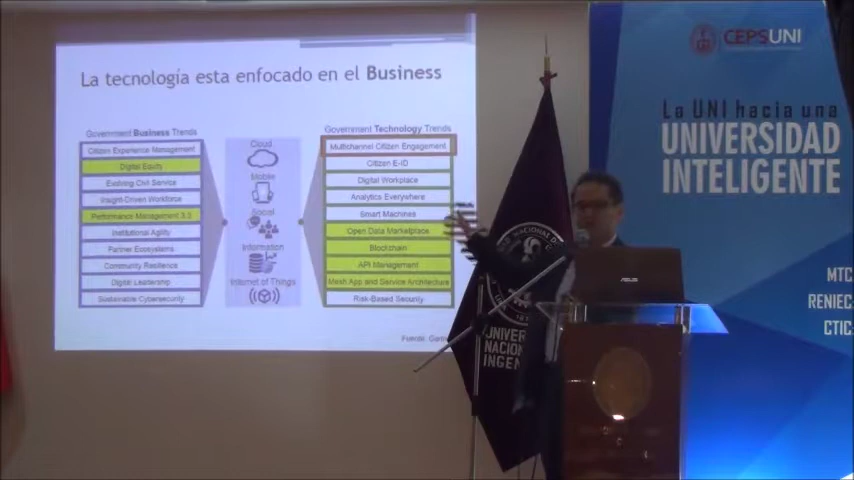 La tecnología esta enfocado en el Business
Government Business Trends
Citizen Experience Management
Digital Equity
Evolving Civil Service
Insight-Driven Workforce
Performance Management 3.0
Institutional Agility
Partner Ecosystems
Community Resilience
Digital Leadership
Sustainable Cybersecurity
Cloud
Mobile
Social
Information
Internet of Things
Government Technology Trends
Multichannel Citizen Engagement
Citizen E-ID
Digital Workplace
Analytics Everywhere
Smart Machines
Open Data Marketplace
Blockchain
API Management
Mesh App and Service Architecture
Risk-Based Security
Fuente:
NACIONAL
UNIVER
NACION
INGEN
ASUS
CEPSUNI
La UNI hacia una
UNIVERSIDAD
INTELIGENTE
MTC
RENIEC
CTIC